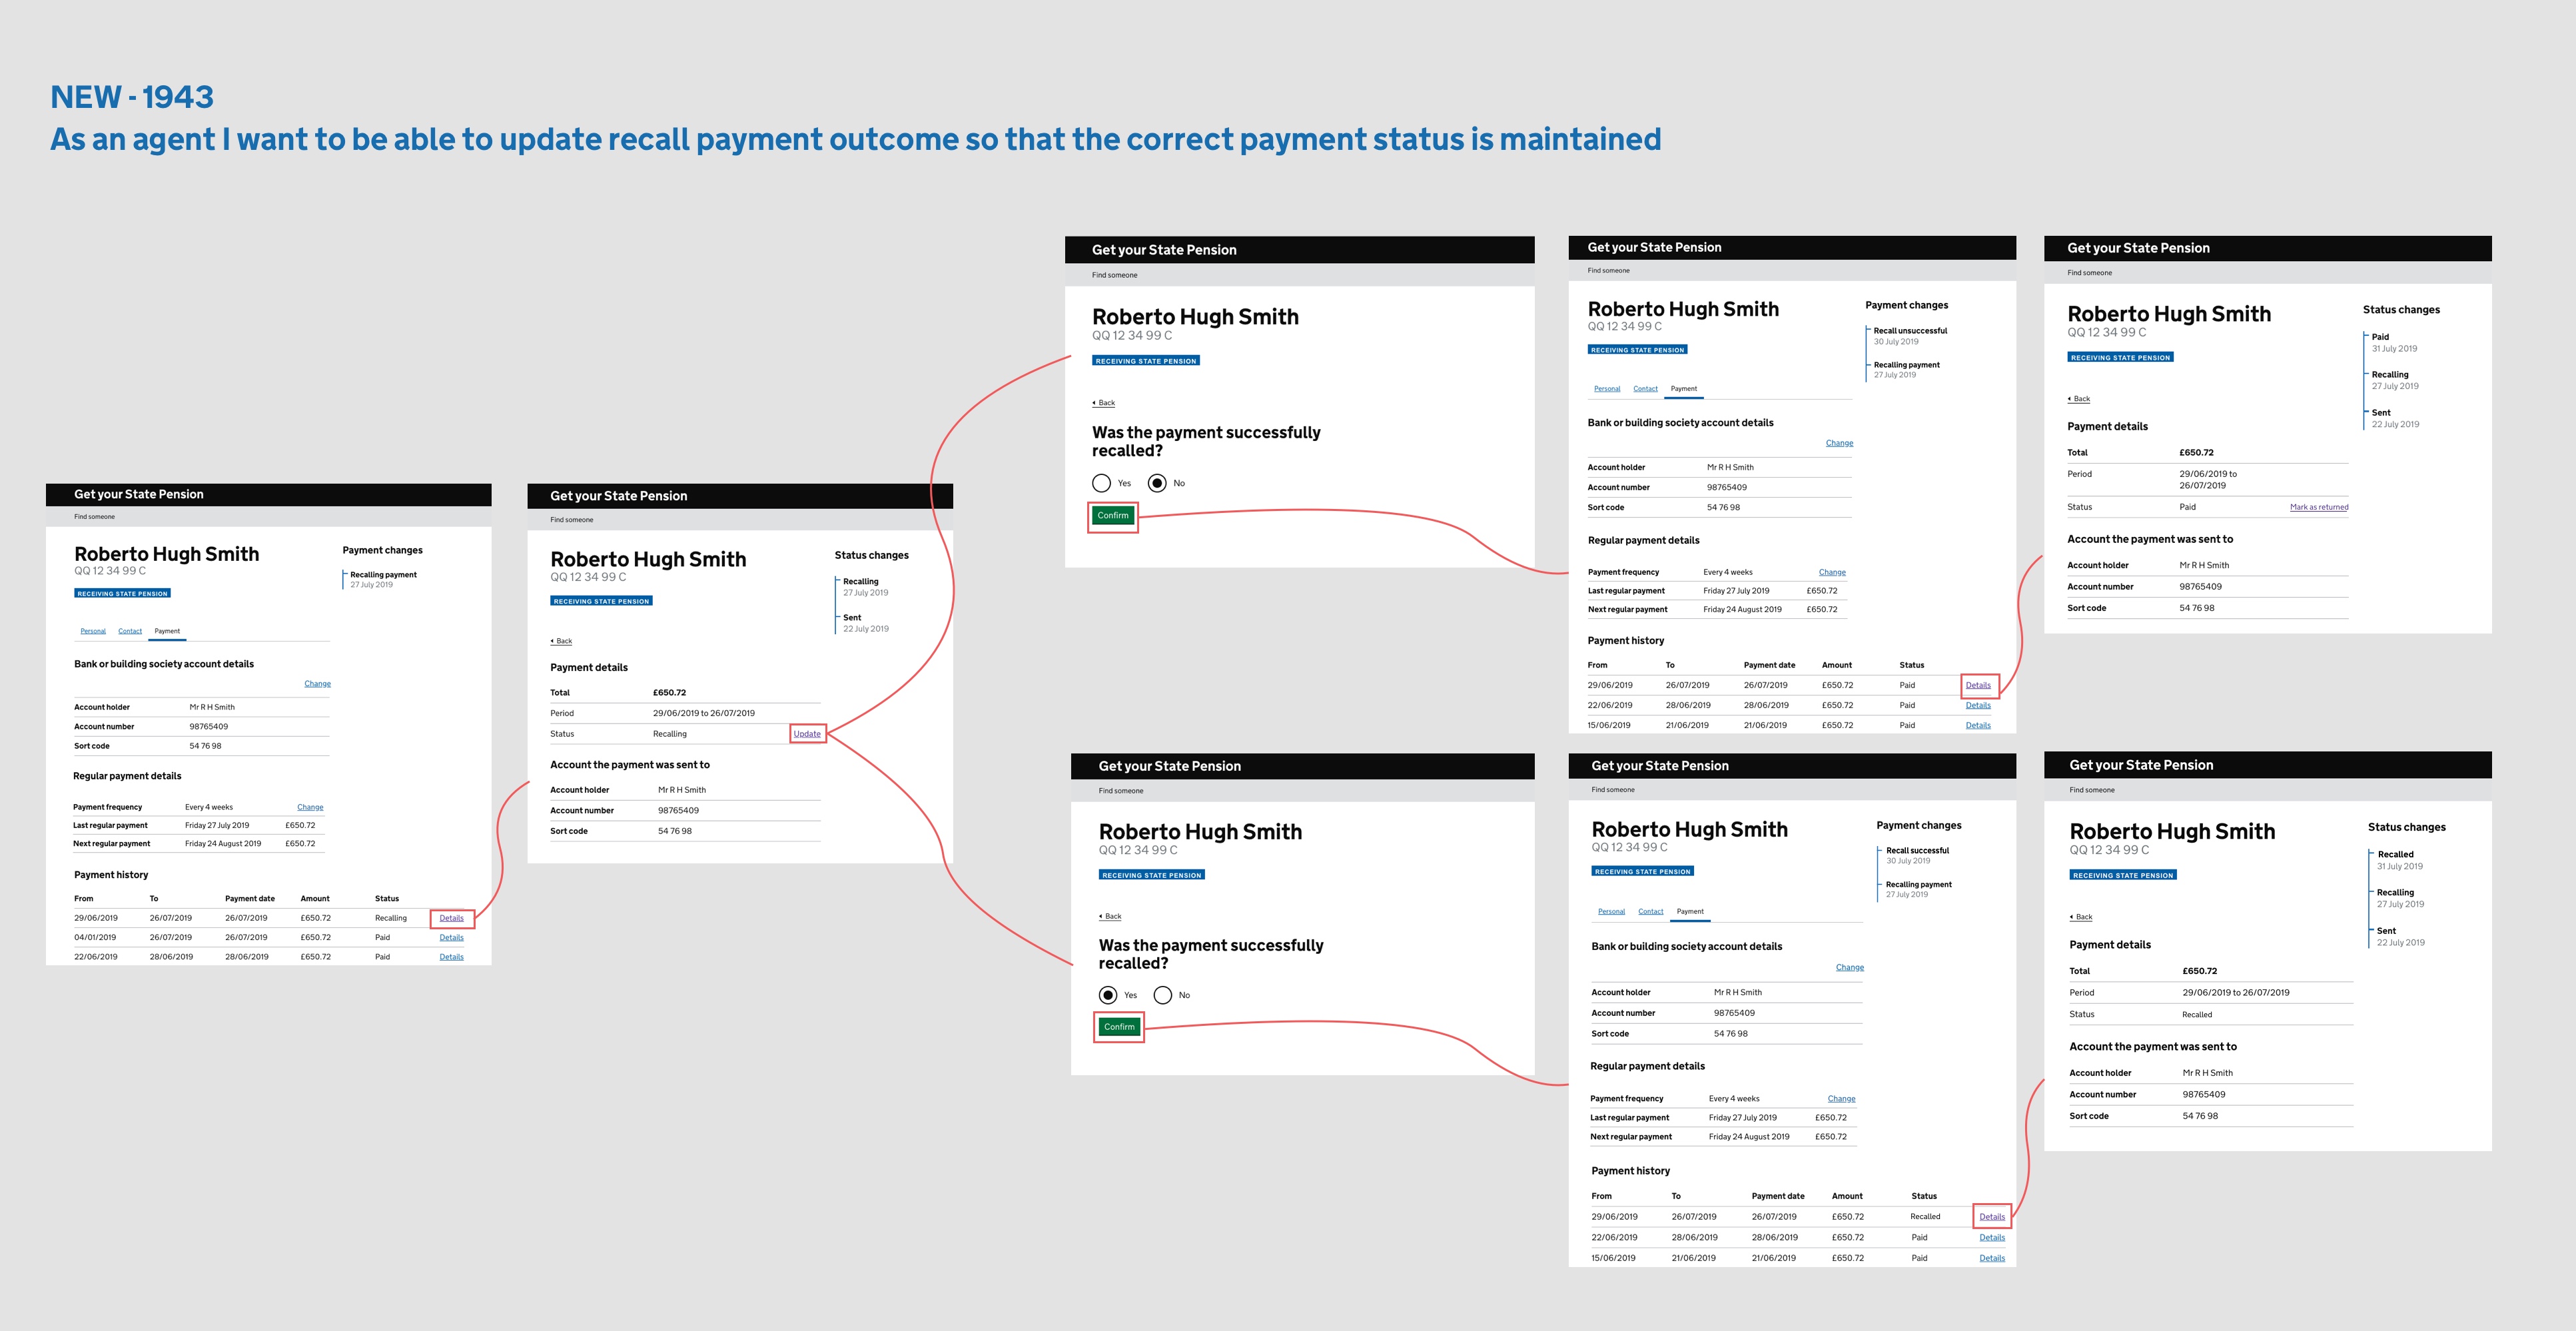 NEW - 1943
As an agent I want to be able to update recall payment outcome so that the correct payment status is maintained
Get your State Pension
Find someone
Roberto Hugh Smith
QQ 12 34 99 C
RECEIVING STATE PENSION
Payment changes
Recalling payment
27 July 2019
Personal Contact Payment
Bank or building society account details
Change
Account holder Mr R H Smith
Account number 98765409
Sort code 54 76 98
Regular payment details
Payment frequency Every 4 weeks Change
Last regular payment Friday 27 July 2019 £650.72
Next regular payment Friday 24 August 2019 £650.72
Payment history
From To Payment date Amount Status
29/06/2019 26/07/2019 26/07/2019 £650.72 Recalling Details
04/01/2019 26/07/2019 26/07/2019 £650.72 Paid Details
22/06/2019 28/06/2019 28/06/2019 £650.72 Paid Details
Get your State Pension
Find someone
Roberto Hugh Smith
QQ 12 34 99 C
RECEIVING STATE PENSION
Status changes
Recalling
27 July 2019
Sent
22 July 2019
Back
Payment details
Total £650.72
Period 29/06/2019 to 26/07/2019
Status Recalling Update
Account the payment was sent to
Account holder Mr R H Smith
Account number 98765409
Sort code 54 76 98
Get your State Pension
Find someone
Roberto Hugh Smith
QQ 12 34 99 C
RECEIVING STATE PENSION
Back
Was the payment successfully
recalled?
Yes No
Confirm
Get your State Pension
Find someone
Roberto Hugh Smith
QQ 12 34 99 C
RECEIVING STATE PENSION
Payment changes
Recall unsuccessful
30 July 2019
Recalling payment
27 July 2019
Personal Contact Payment
Bank or building society account details
Change
Account holder Mr R H Smith
Account number 98765409
Sort code 54 76 98
Regular payment details
Payment frequency Every 4 weeks Change
Last regular payment Friday 27 July 2019 £650.72
Next regular payment Friday 24 August 2019 £650.72
Payment history
From To Payment date Amount Status
29/06/2019 26/07/2019 26/07/2019 £650.72 Paid Details
22/06/2019 28/06/2019 28/06/2019 £650.72 Paid Details
15/06/2019 21/06/2019 21/06/2019 £650.72 Paid Details
Get your State Pension
Find someone
Roberto Hugh Smith
QQ 12 34 99 C
RECEIVING STATE PENSION
Status changes
Paid
31 July 2019
Recalling
27 July 2019
Sent
22 July 2019
Back
Payment details
Total £650.72
Period 29/06/2019 to
26/07/2019
Status Paid Mark as returned
Account the payment was sent to
Account holder Mr R H Smith
Account number 98765409
Sort code 54 76 98
Get your State Pension
Find someone
Roberto Hugh Smith
QQ 12 34 99 C
RECEIVING STATE PENSION
Back
Was the payment successfully
recalled?
Yes No
Confirm
Get your State Pension
Find someone
Roberto Hugh Smith
QQ 12 34 99 C
RECEIVING STATE PENSION
Payment changes
Recall successful
30 July 2019
Recalling payment
27 July 2019
Personal Contact Payment
Bank or building society account details
Change
Account holder Mr R H Smith
Account number 98765409
Sort code 54 76 98
Regular payment details
Payment frequency Every 4 weeks Change
Last regular payment Friday 27 July 2019 £650.72
Next regular payment Friday 24 August 2019 £650.72
Payment history
From To Payment date Amount Status
29/06/2019 26/07/2019 26/07/2019 £650.72 Recalled Details
22/06/2019 28/06/2019 28/06/2019 £650.72 Paid Details
15/06/2019 21/06/2019 21/06/2019 £650.72 Paid Details
Get your State Pension
Find someone
Roberto Hugh Smith
QQ 12 34 99 C
RECEIVING STATE PENSION
Status changes
Recalled
31 July 2019
Recalling
27 July 2019
Sent
22 July 2019
Back
Payment details
Total £650.72
Period 29/06/2019 to 26/07/2019
Status Recalled
Account the payment was sent to
Account holder Mr R H Smith
Account number 98765409
Sort code 54 76 98